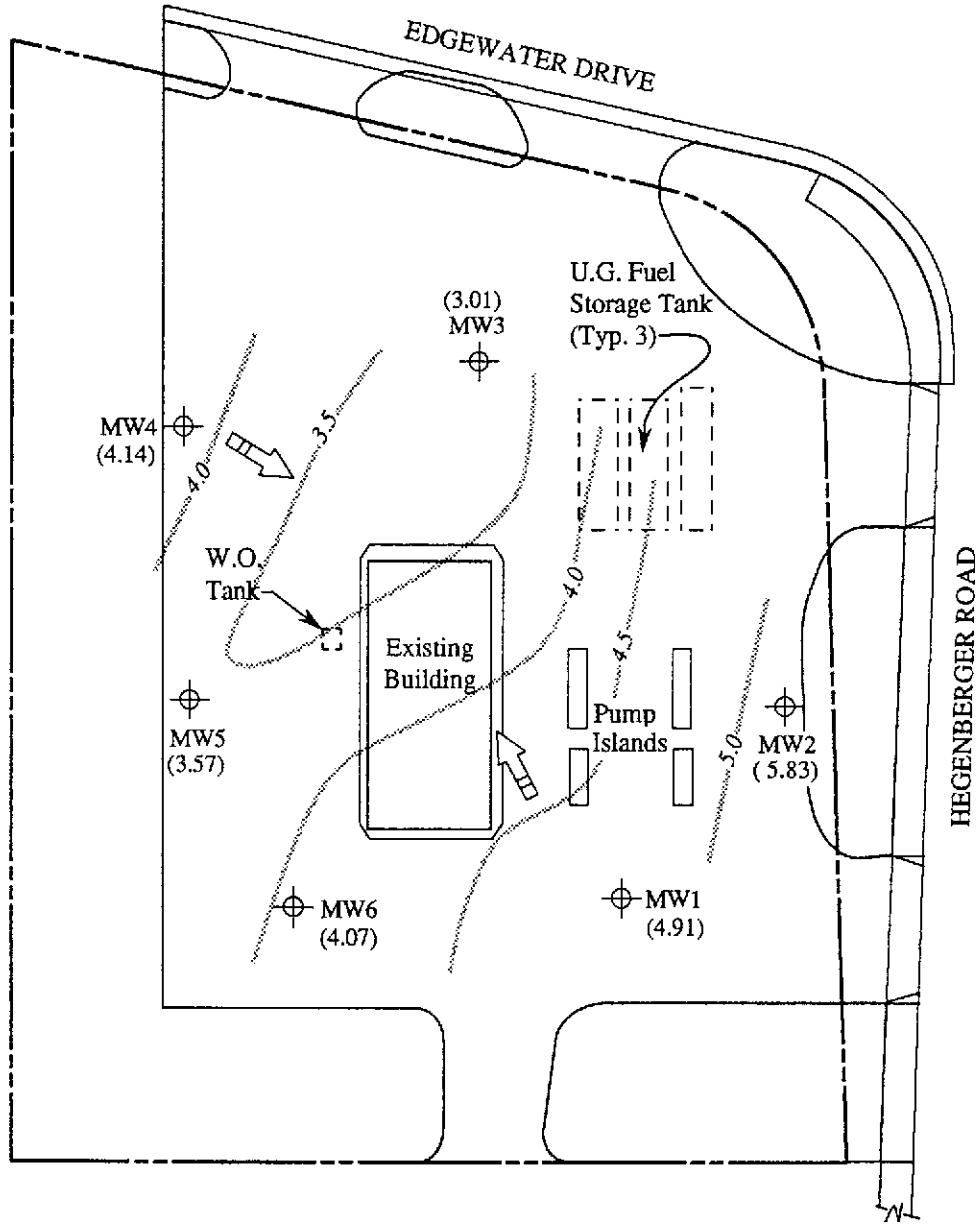 EDGEWATER DRIVE
U.G. Fuel
Storage Tank
(Typ. 3)
(3.01)
MW3
MW4
(4.14)
4.0
3.5
W.O.
Tank
Existing
Building
4.0
4.5
Pump
Islands
5.0
MW2
( 5.83)
HEGENBERGER ROAD
MW5
(3.57)
MW6
(4.07)
MW1
(4.91)